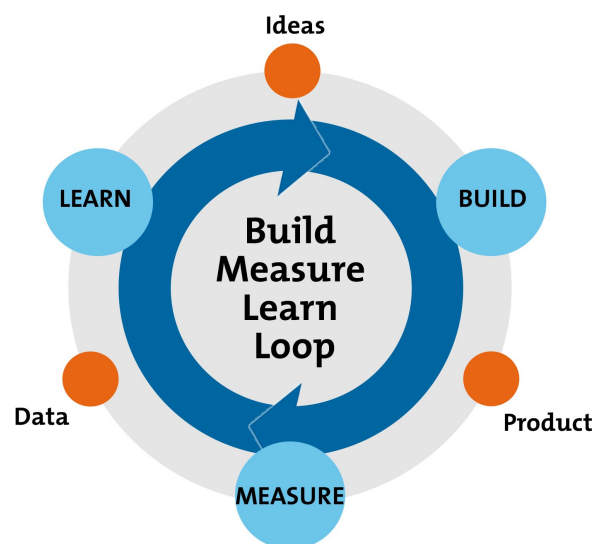 Ideas
LEARN
BUILD
Build
Measure
Learn
Loop
Data
Product
MEASURE